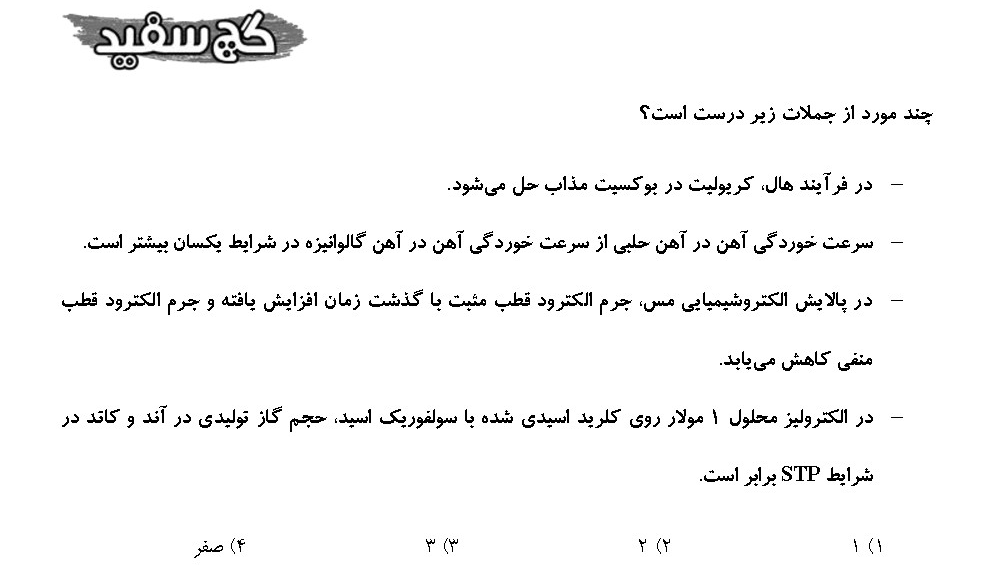 گچ سفید
چند مورد از جملات زیر درست است؟
– در فرآیند هال، کریولیت در بوکسیت مذاب حل می‌شود.
– سرعت خوردگی آهن در آهن حلبی از سرعت خوردگی آهن در آهن گالوانیزه در شرایط یکسان بیشتر است.
– در پالایش الکتروشیمیایی مس، جرم الکترود قطب مثبت با گذشت زمان افزایش یافته و جرم الکترود قطب
منفی کاهش می‌یابد.
– در الکترولیز محلول ۱ مولار روی کلرید اسیدی شده با سولفوریک اسید، حجم گاز تولیدی در آند و کاتد در
شرایط STP برابر است.
۱) ۱ ۲) ۲ ۳) ۳ ۴) صفر